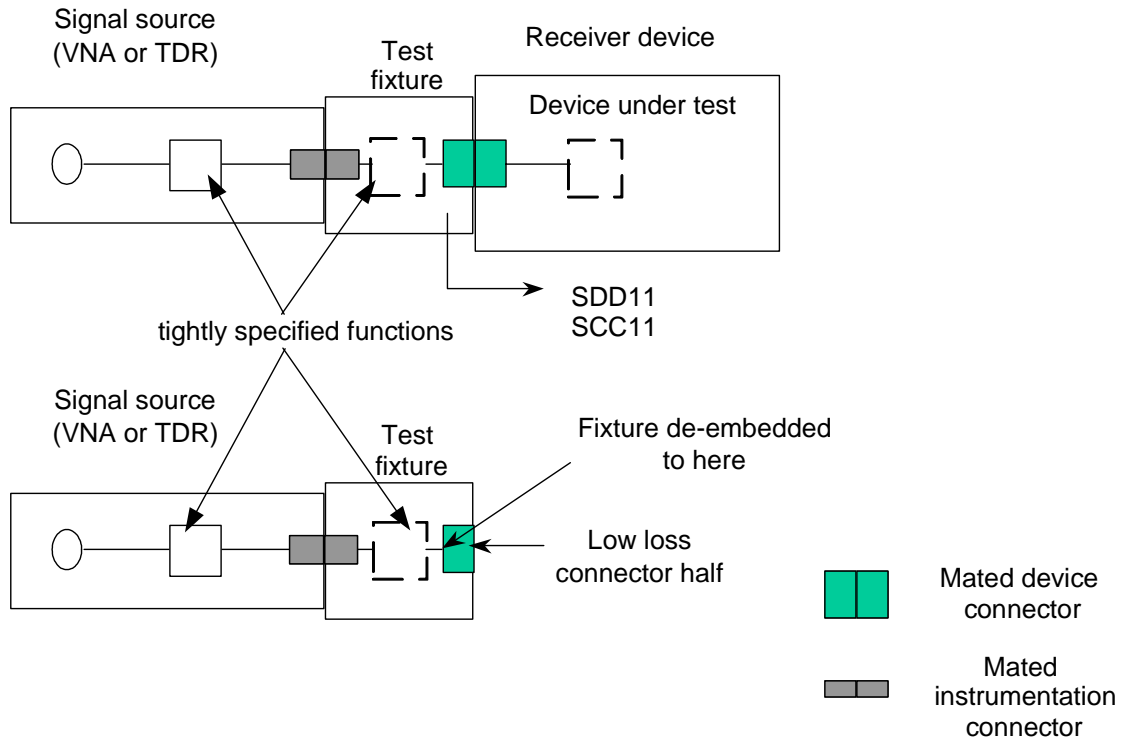 Signal source
(VNA or TDR)
Test
fixture
Receiver device
Device under test
SDD11
SCC11
tightly specified functions
Signal source
(VNA or TDR)
Test
fixture
Fixture de-embedded
to here
Low loss
connector half
Mated device
connector
Mated
instrumentation
connector